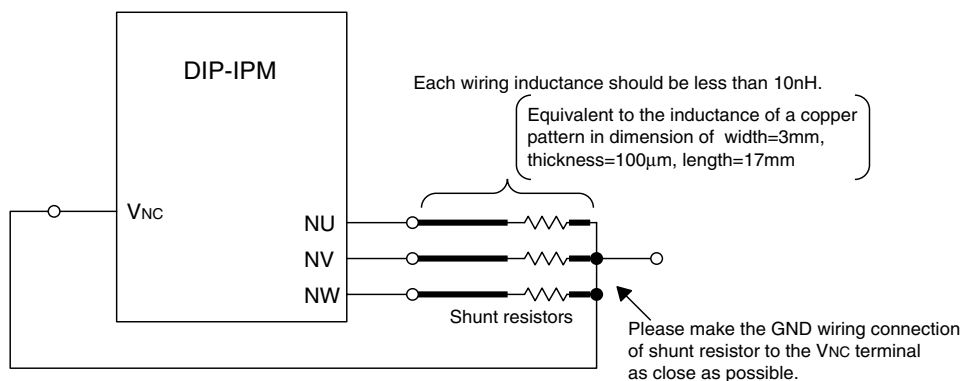 DIP-IPM
Each wiring inductance should be less than 10nH.
Equivalent to the inductance of a copper
pattern in dimension of width=3mm,
thickness=100μm, length=17mm
VNC
NU
NV
NW
Shunt resistors
Please make the GND wiring connection
of shunt resistor to the VNC terminal
as close as possible.